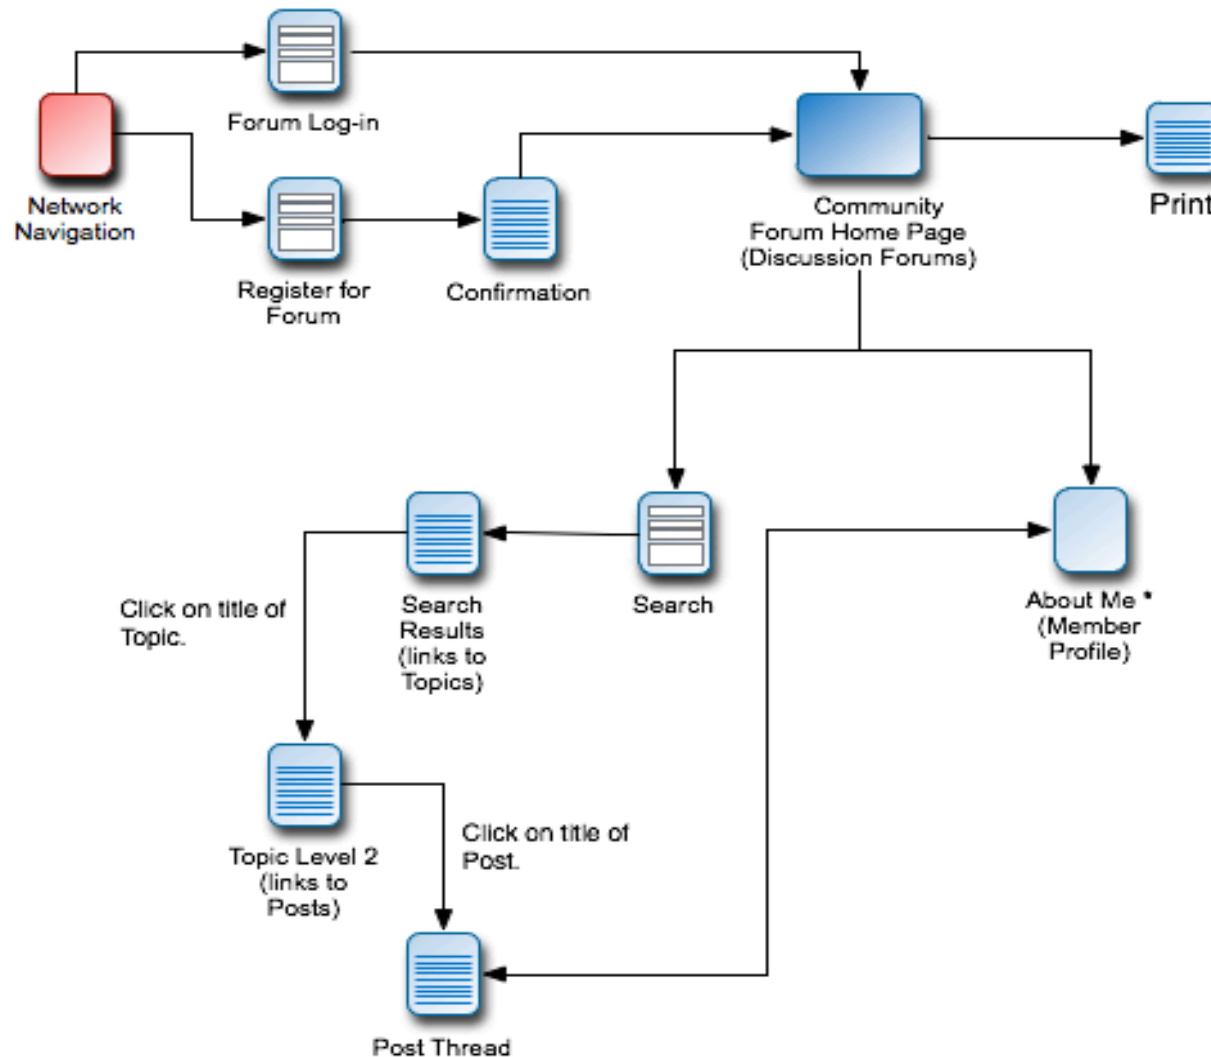 Forum Log-in
Network
Navigation
Register for
Forum
Confirmation
Community
Forum Home Page
(Discussion Forums)
Print
Click on title of
Topic.
Search
Results
(links to
Topics)
Search
About Me *
(Member
Profile)
Topic Level 2
(links to
Posts)
Click on title of
Post.
Post Thread